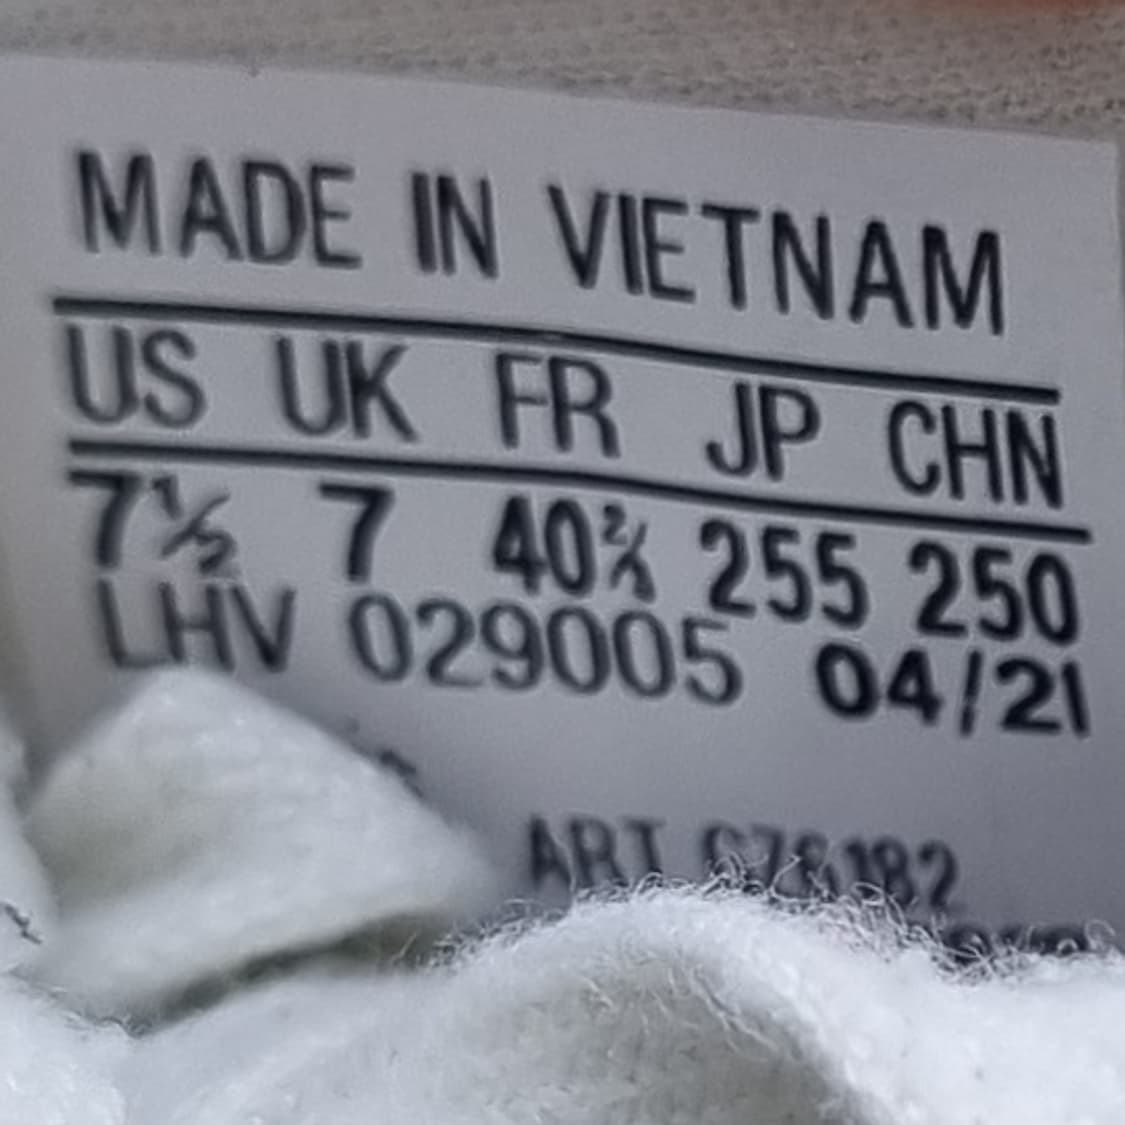 MADE IN VIETNAM
US UK FR JP CHN
7½ 7 40⅔ 255 250
LHV 029005 04/21
ART